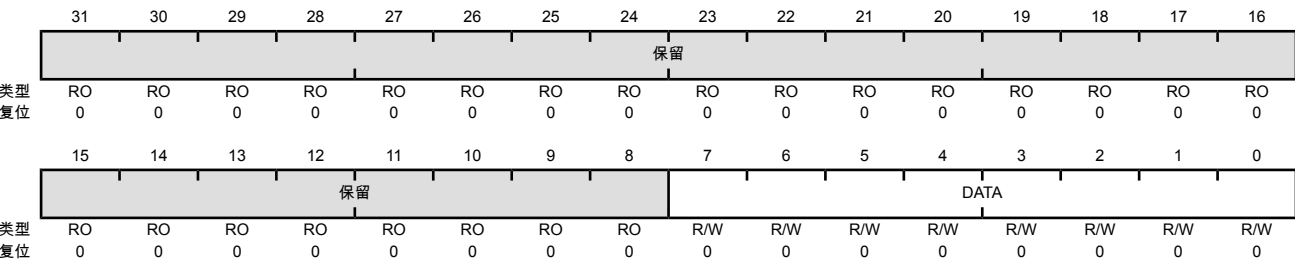 31 30 29 28 27 26 25 24 23 22 21 20 19 18 17 16
保留
类型 RO RO RO RO RO RO RO RO RO RO RO RO RO RO RO RO
复位 0 0 0 0 0 0 0 0 0 0 0 0 0 0 0 0
15 14 13 12 11 10 9 8 7 6 5 4 3 2 1 0
保留 DATA
类型 RO RO RO RO RO RO RO RO R/W R/W R/W R/W R/W R/W R/W R/W
复位 0 0 0 0 0 0 0 0 0 0 0 0 0 0 0 0